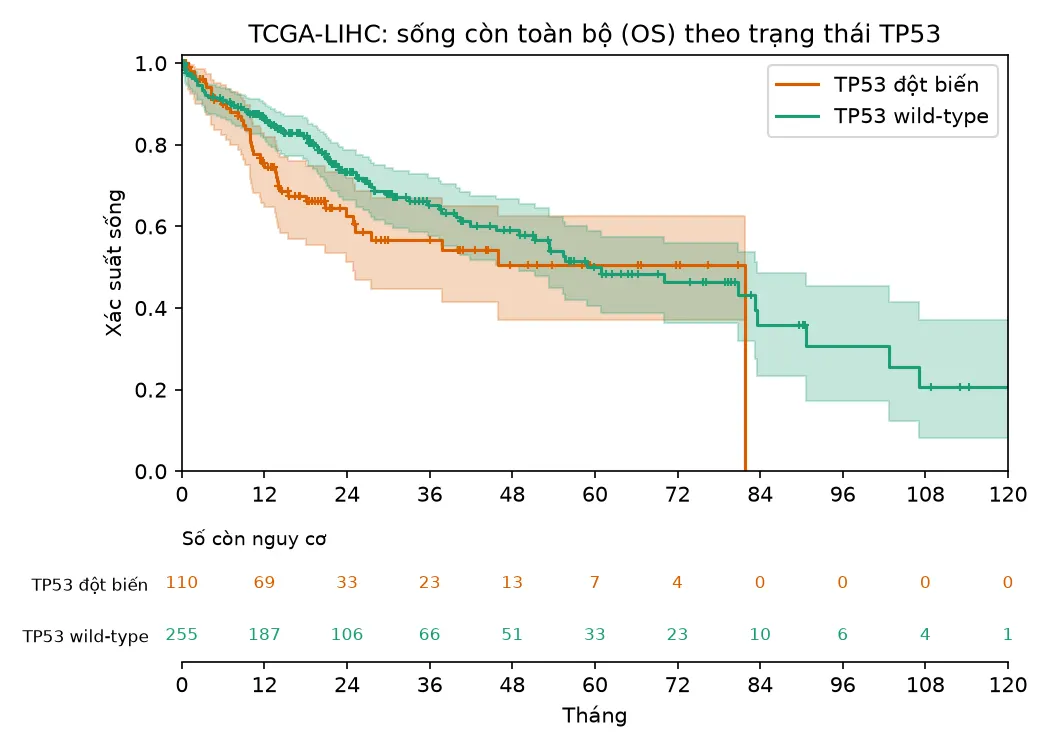 TCGA-LIHC: sống còn toàn bộ (OS) theo trạng thái TP53
TP53 đột biến
TP53 wild-type
Xác suất sống
1.0
0.8
0.6
0.4
0.2
0.0
0 12 24 36 48 60 72 84 96 108 120
Số còn nguy cơ
TP53 đột biến 110 69 33 23 13 7 4 0 0 0 0
TP53 wild-type 255 187 106 66 51 33 23 10 6 4 1
0 12 24 36 48 60 72 84 96 108 120
Tháng